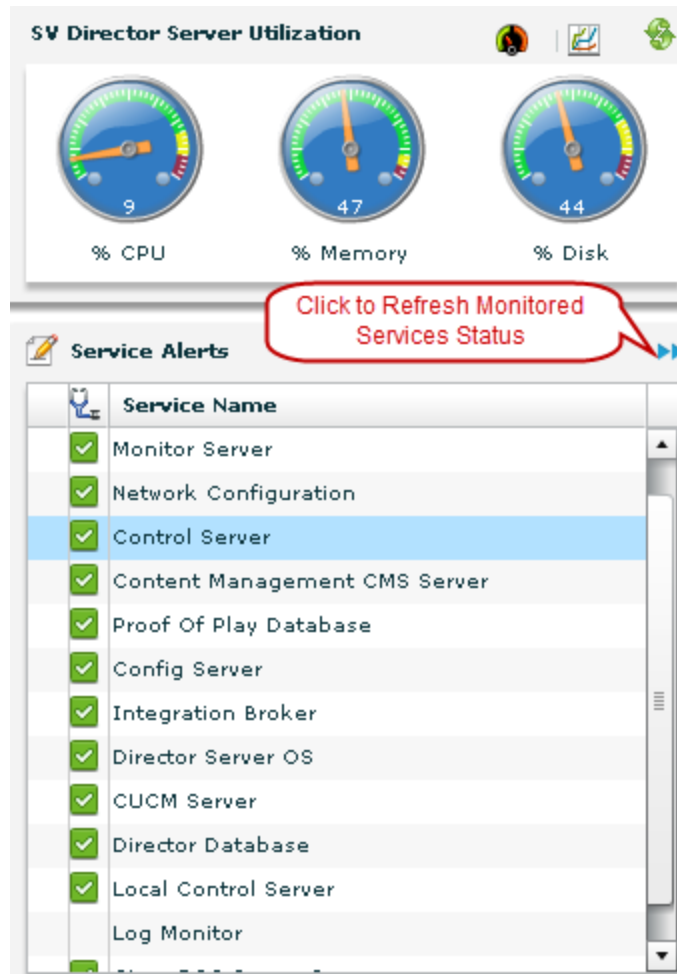 SV Director Server Utilization
9
47
44
% CPU
% Memory
% Disk
Click to Refresh Monitored
Services Status
Service Alerts
Service Name
Monitor Server
Network Configuration
Control Server
Content Management CMS Server
Proof Of Play Database
Config Server
Integration Broker
Director Server OS
CUCM Server
Director Database
Local Control Server
Log Monitor